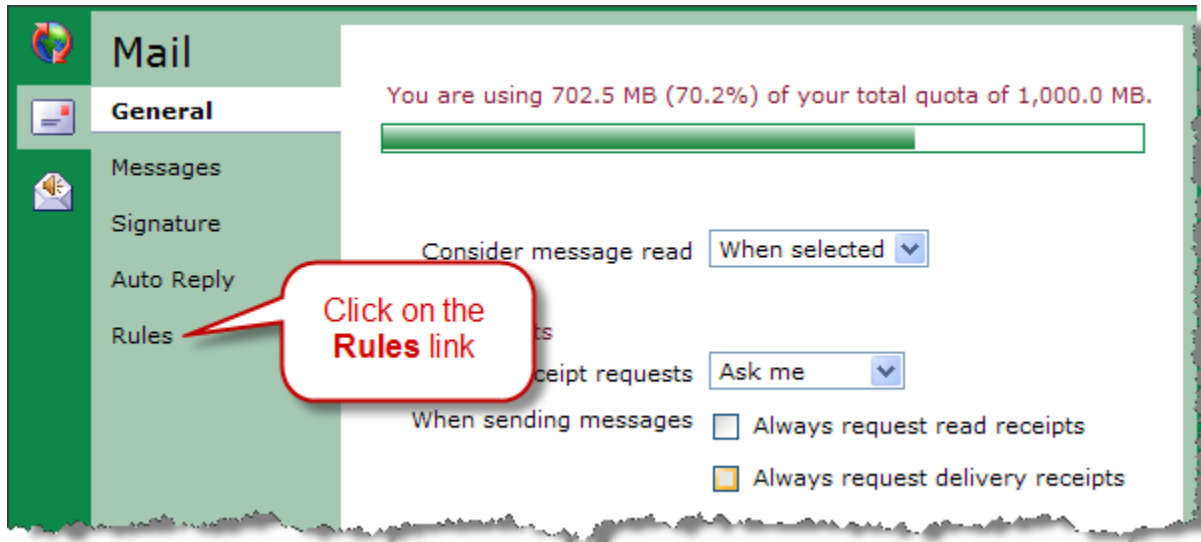 Mail
General
Messages
Signature
Auto Reply
Rules
You are using 702.5 MB (70.2%) of your total quota of 1,000.0 MB.
Consider message read When selected
Click on the
Rules link
ceipt requests Ask me
When sending messages Always request read receipts
Always request delivery receipts